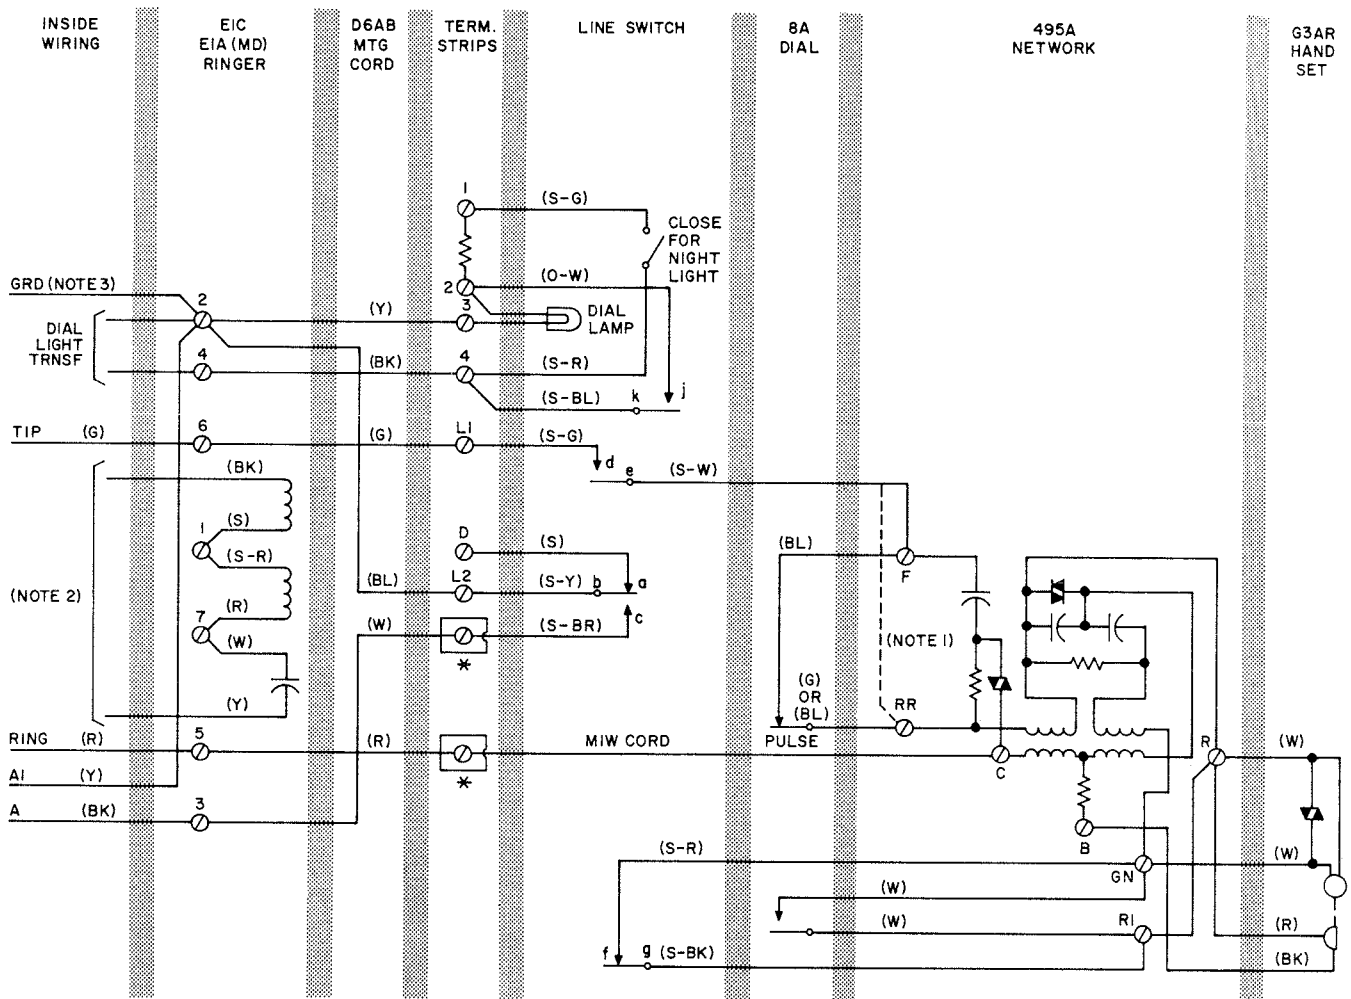 INSIDE
WIRING
EIC
EIA (MD)
RINGER
D6AB
MTG
CORD
TERM.
STRIPS
LINE SWITCH
8A
DIAL
495A
NETWORK
G3AR
HAND
SET
1
(S-G)
CLOSE
FOR
NIGHT
LIGHT
GRD (NOTE 3)
2
(O-W)
2
3
DIAL
LAMP
(Y)
DIAL
LIGHT
TRNSF
4
(BK)
4
(S-R)
(S-BL)
k
j
TIP
(G)
6
(G)
L1
(S-G)
d
e
(S-W)
(BK)
1
(S)
(S-R)
D
(S)
(BL)
F
(NOTE 2)
(BL)
L2
(S-Y)
b
a
c
7
(R)
(W)
(W)
*
(S-BR)
(NOTE 1)
(Y)
(G)
OR
(BL)
RR
PULSE
RING
(R)
5
(R)
*
MIW CORD
C
R
(W)
A1
(Y)
A
(BK)
3
B
(S-R)
GN
(W)
(W)
(W)
R1
(R)
f
g
(S-BK)
(BK)